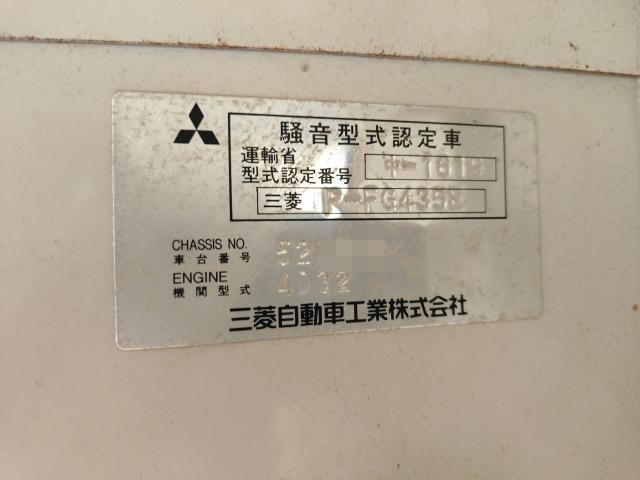 騒音型式認定車
運輸省
型式認定番号
三菱 R-FG435B
CHASSIS NO.
車台番号 52
ENGINE 4D32
機関型式
三菱自動車工業株式会社